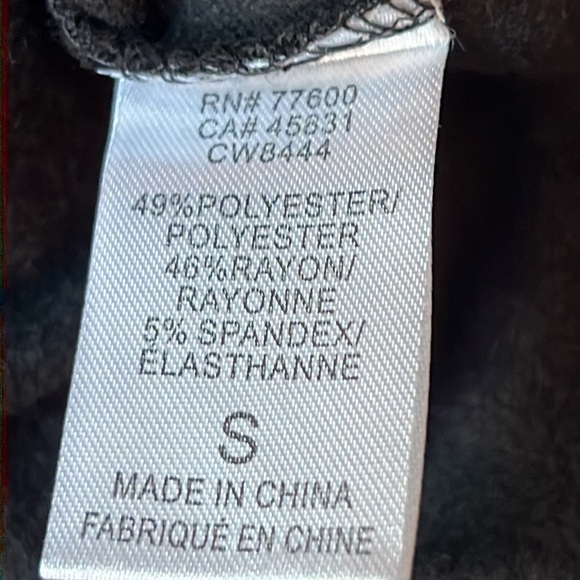 RN# 77600
CA# 45831
CW8444
49%POLYESTER/
POLYESTER
46%RAYON/
RAYONNE
5% SPANDEX/
ÉLASTHANNE
S
MADE IN CHINA
FABRIQUÉ EN CHINE